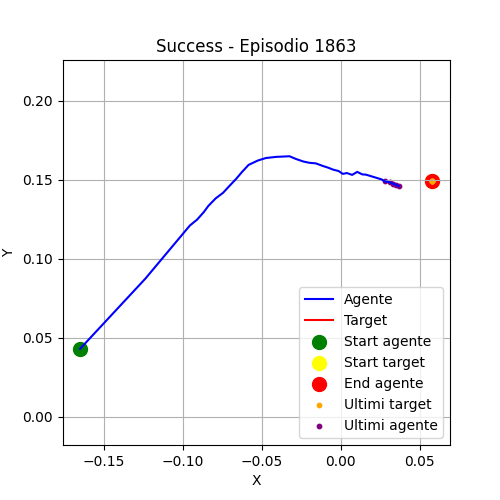 Success - Episodio 1863
0.20
0.15
0.10
0.05
0.00
Y
−0.15
−0.10
−0.05
0.00
0.05
X
Agente
Target
Start agente
Start target
End agente
Ultimi target
Ultimi agente